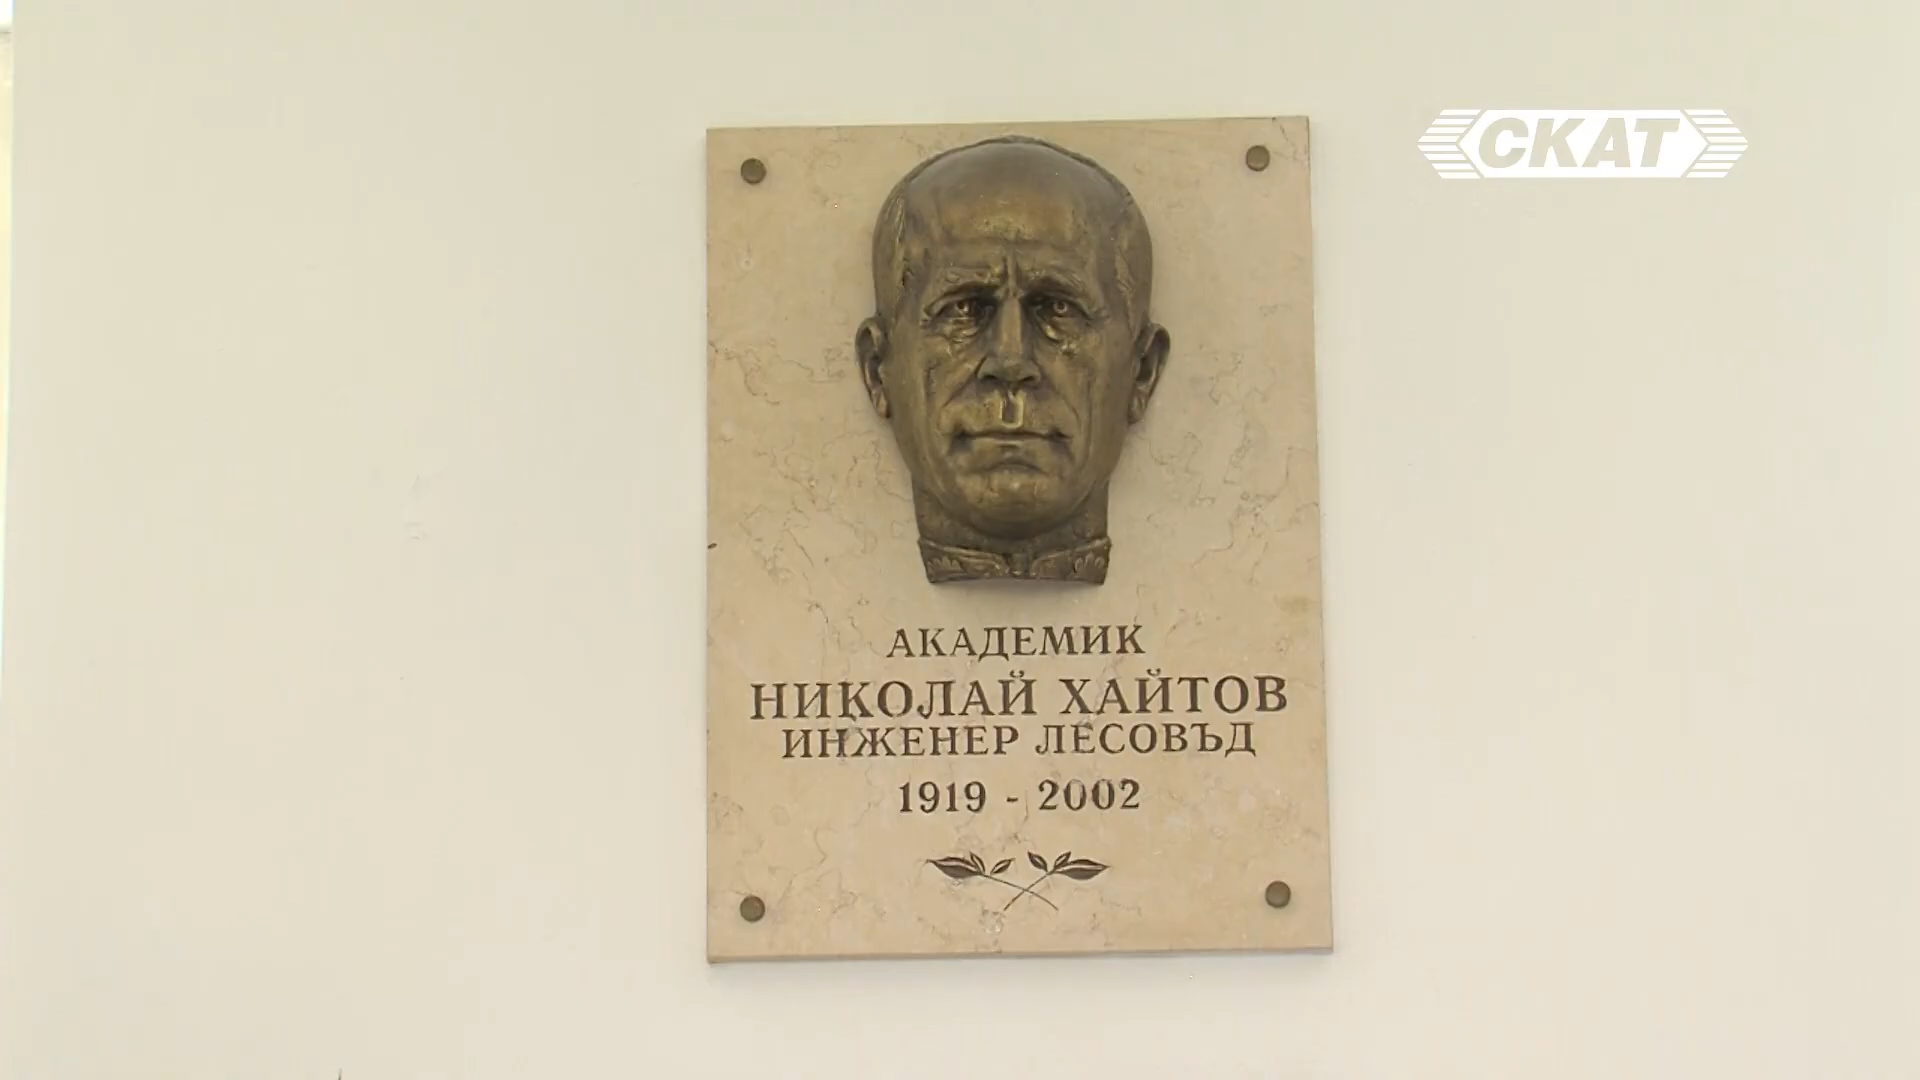 СКАТ
АКАДЕМИК
НИКОЛАЙ ХАЙТОВ
ИНЖЕНЕР ЛЕСОВЪД
1919 - 2002